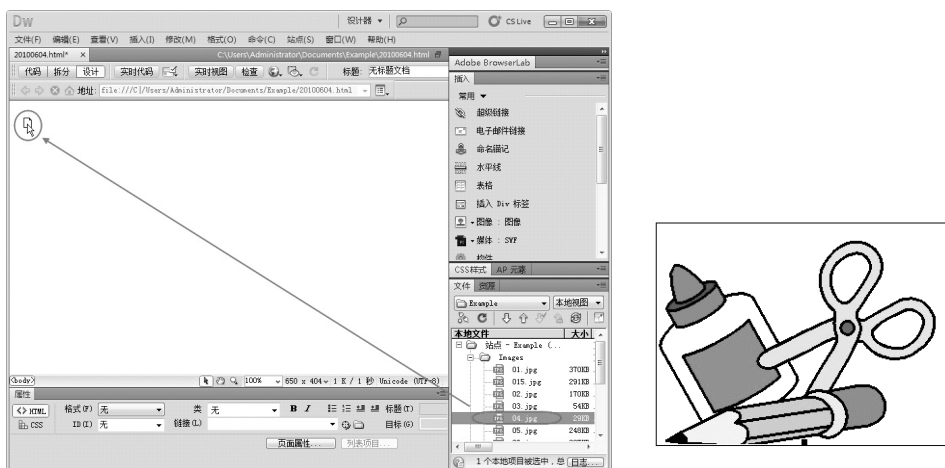 Dw 设计器 CS Live
文件(F) 编辑(E) 查看(V) 插入(I) 修改(M) 格式(O) 命令(C) 站点(S) 窗口(W) 帮助(H)
20100604.html* × C:\Users\Administrator\Documents\Example\20100604.html
代码 拆分 设计 实时代码 实时视图 检查 标题: 无标题文档
地址: file:///C|/Users/Administrator/Documents/Example/20100604.html
Adobe BrowserLab
插入
常用
超级链接
电子邮件链接
命名锚记
水平线
表格
插入 Div 标签
图像 : 图像
媒体 : SWF
构件
CSS样式 AP 元素
文件 资源
Example 本地视图
本地文件 大小
站点 - Example (...
Images
01.jpg 370KB
015.jpg 291KB
02.jpg 170KB
03.jpg 54KB
04.jpg 29KB
05.jpg 248KB
1 个本地项目被选中，总 日志...
<body> 100% 650 x 404 1 K / 1 秒 Unicode (UTF-8)
属性
<> HTML 格式(F) 无 类 无 B I 标题(T)
CSS ID(I) 无 链接(L) 目标(G)
页面属性... 列表项目...